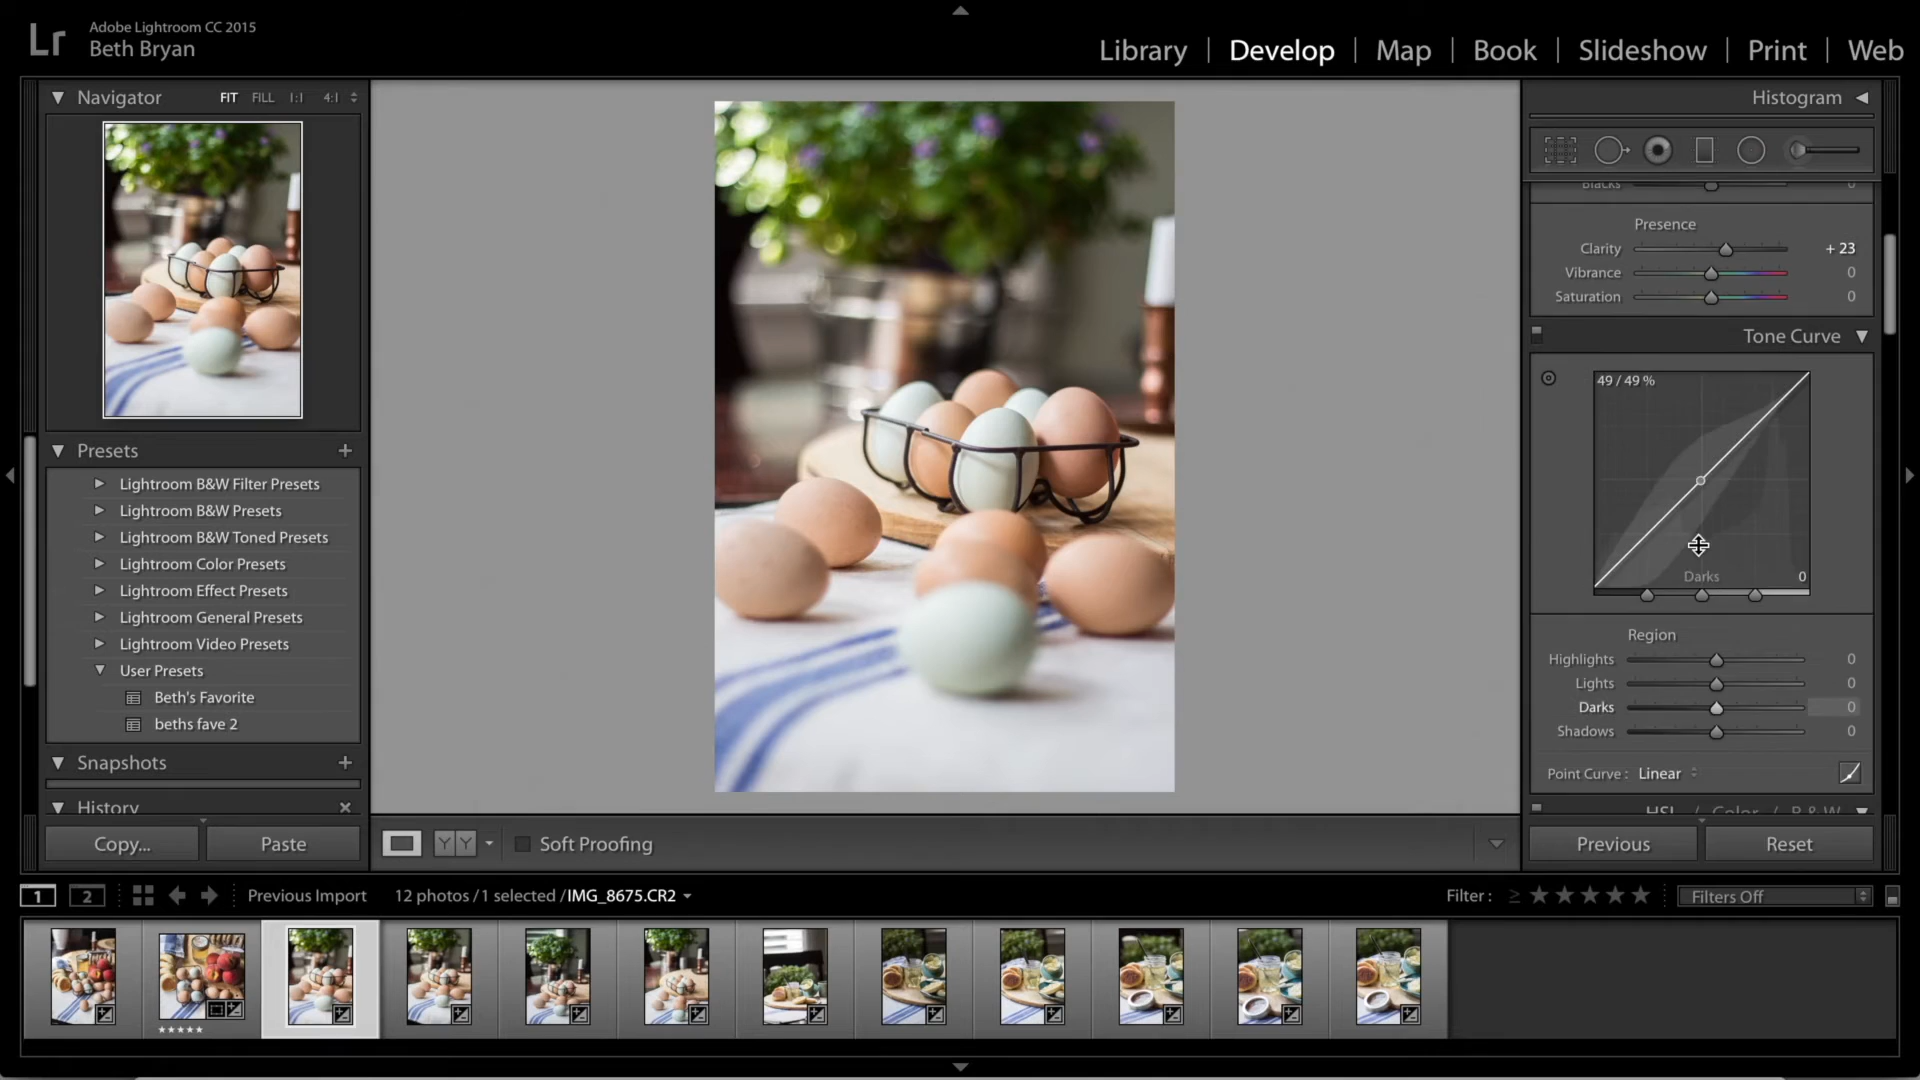 Lr
Adobe Lightroom CC 2015
Beth Bryan
Library | Develop | Map | Book | Slideshow | Print | Web
Navigator FIT FILL 1:1 4:1
Histogram
Blacks 0
Presence
Clarity + 23
Vibrance 0
Saturation 0
Tone Curve
49 / 49 %
Darks 0
Region
Highlights 0
Lights 0
Darks 0
Shadows 0
Point Curve : Linear
HSL / Color / B & W
Presets +
Lightroom B&W Filter Presets
Lightroom B&W Presets
Lightroom B&W Toned Presets
Lightroom Color Presets
Lightroom Effect Presets
Lightroom General Presets
Lightroom Video Presets
User Presets
Beth's Favorite
beths fave 2
Snapshots +
History ×
Copy... Paste
Y Y
Soft Proofing
Previous Reset
1 2 Previous Import 12 photos / 1 selected / IMG_8675.CR2
Filter : ≥ ★★★★★ Filters Off
★★★★★